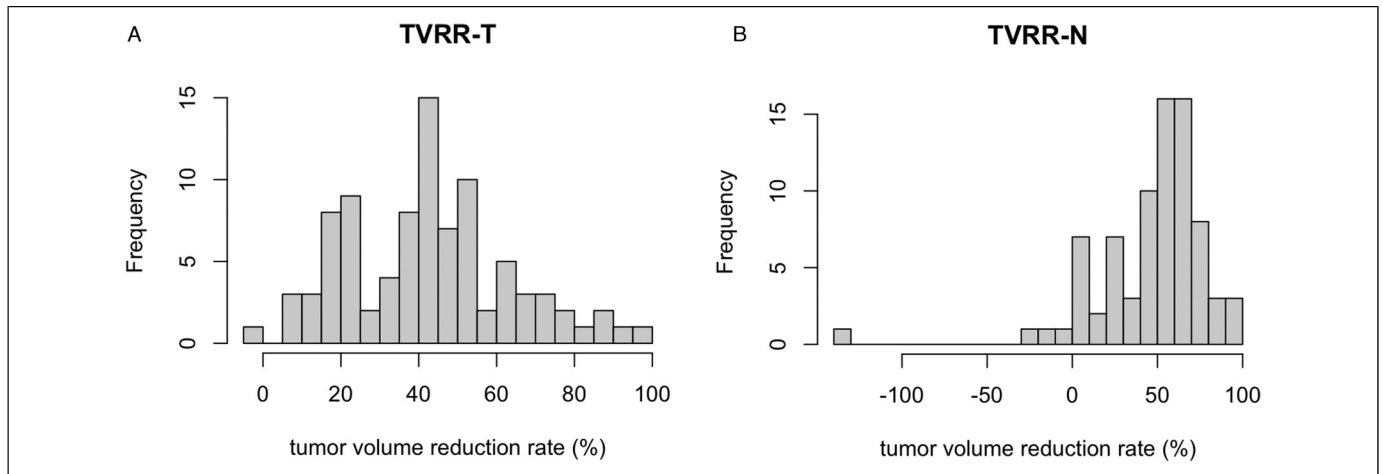 A
TVRR-T
Frequency
15
10
5
0
0 20 40 60 80 100
tumor volume reduction rate (%)
B
TVRR-N
Frequency
15
10
5
0
-100 -50 0 50 100
tumor volume reduction rate (%)